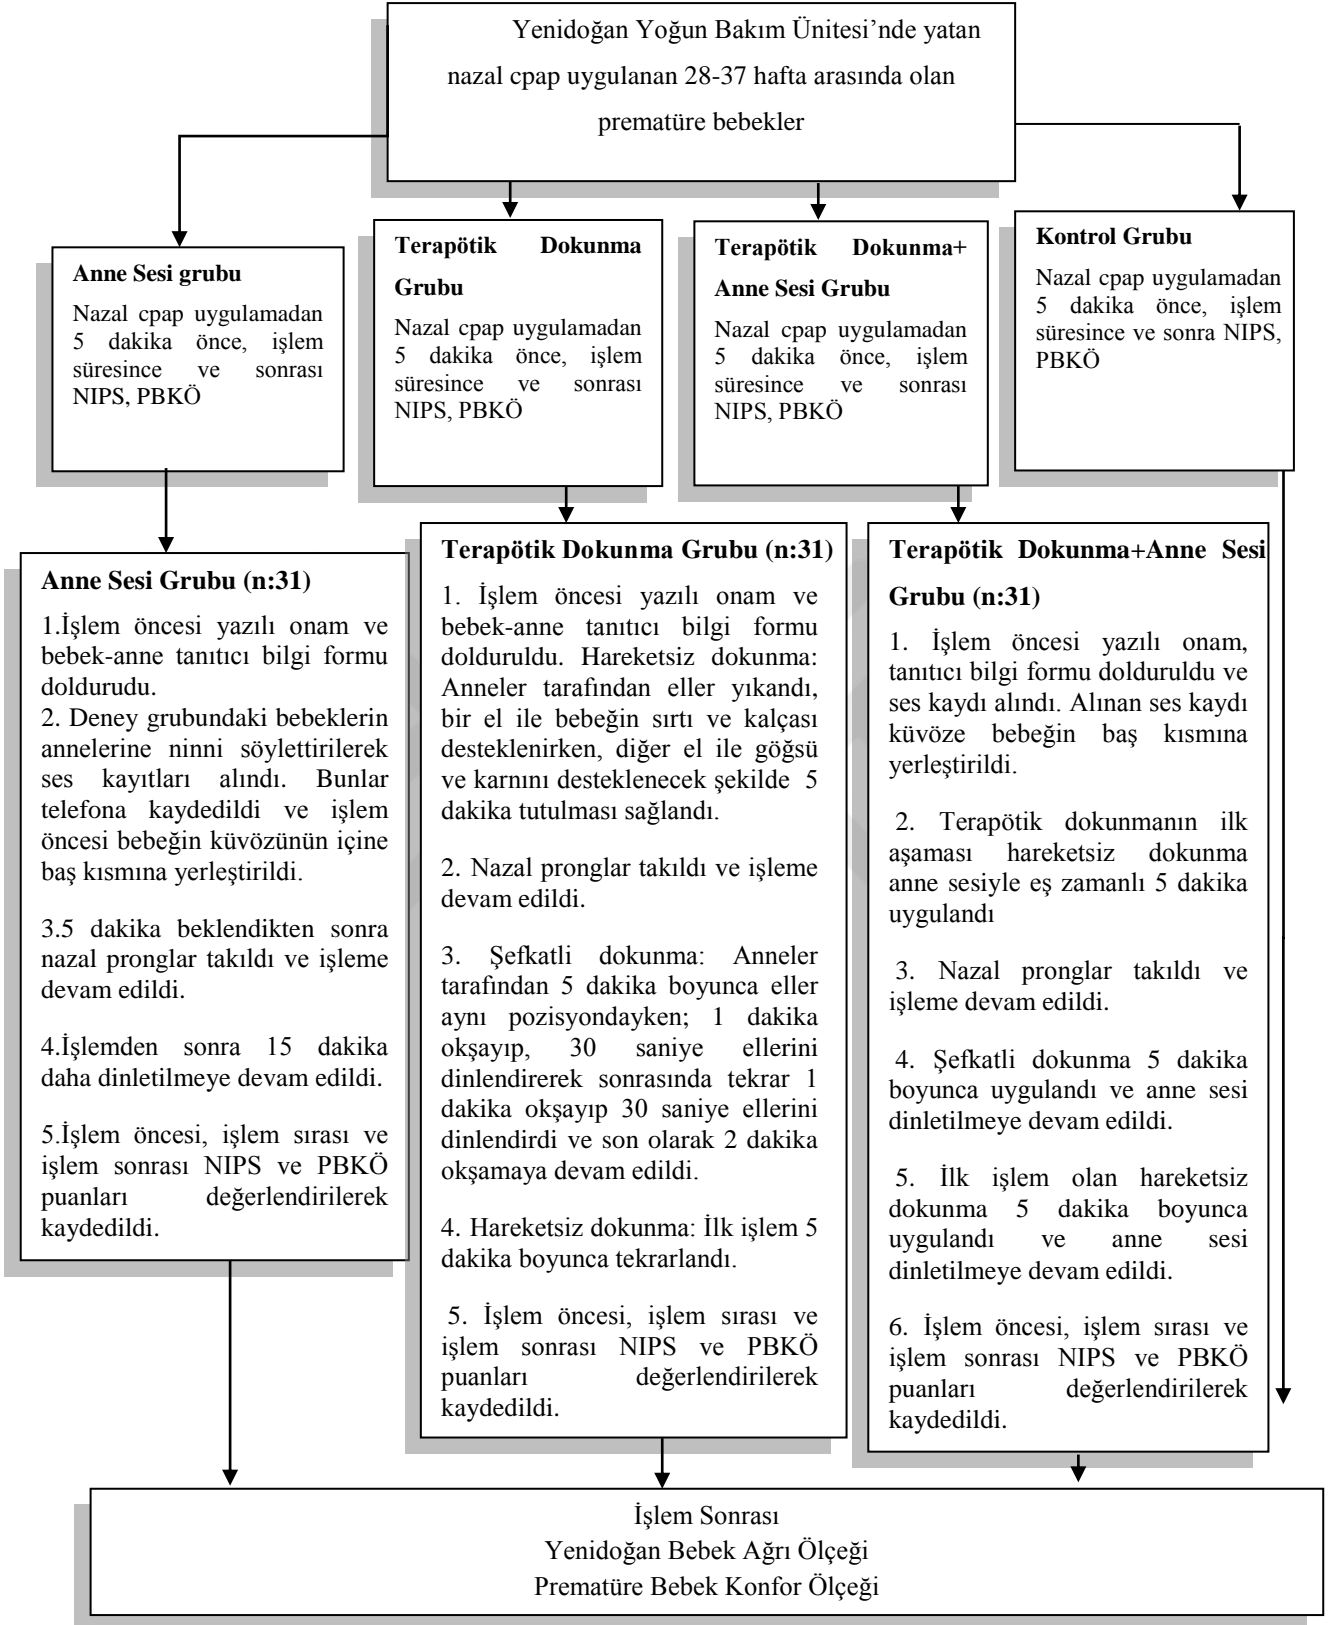 Yenidoğan Yoğun Bakım Ünitesi’nde yatan
nazal cpap uygulanan 28-37 hafta arasında olan
prematüre bebekler
Anne Sesi grubu
Nazal cpap uygulamadan
5 dakika önce, işlem
süresince ve sonrası
NIPS, PBKÖ
Terapötik Dokunma
Grubu
Nazal cpap uygulamadan
5 dakika önce, işlem
süresince ve sonrası
NIPS, PBKÖ
Terapötik Dokunma+
Anne Sesi Grubu
Nazal cpap uygulamadan
5 dakika önce, işlem
süresince ve sonrası
NIPS, PBKÖ
Kontrol Grubu
Nazal cpap uygulamadan
5 dakika önce, işlem
süresince ve sonra NIPS,
PBKÖ
Anne Sesi Grubu (n:31)
1.İşlem öncesi yazılı onam ve
bebek-anne tanıtıcı bilgi formu
doldurudu.
2. Deney grubundaki bebeklerin
annelerine ninni söylettirilerek
ses kayıtları alındı. Bunlar
telefona kaydedildi ve işlem
öncesi bebeğin küvözünün içine
baş kısmına yerleştirildi.
3.5 dakika beklendikten sonra
nazal pronglar takıldı ve işleme
devam edildi.
4.İşlemden sonra 15 dakika
daha dinletilmeye devam edildi.
5.İşlem öncesi, işlem sırası ve
işlem sonrası NIPS ve PBKÖ
puanları değerlendirilerek
kaydedildi.
Terapötik Dokunma Grubu (n:31)
1. İşlem öncesi yazılı onam ve
bebek-anne tanıtıcı bilgi formu
dolduruldu. Hareketsiz dokunma:
Anneler tarafından eller yıkandı,
bir el ile bebeğin sırtı ve kalçası
desteklenirken, diğer el ile göğsü
ve karnını desteklenecek şekilde 5
dakika tutulması sağlandı.
2. Nazal pronglar takıldı ve işleme
devam edildi.
3. Şefkatli dokunma: Anneler
tarafından 5 dakika boyunca eller
aynı pozisyondayken; 1 dakika
okşayıp, 30 saniye ellerini
dinlendirerek sonrasında tekrar 1
dakika okşayıp 30 saniye ellerini
dinlendirdi ve son olarak 2 dakika
okşamaya devam edildi.
4. Hareketsiz dokunma: İlk işlem 5
dakika boyunca tekrarlandı.
5. İşlem öncesi, işlem sırası ve
işlem sonrası NIPS ve PBKÖ
puanları değerlendirilerek
kaydedildi.
Terapötik Dokunma+Anne Sesi
Grubu (n:31)
1. İşlem öncesi yazılı onam,
tanıtıcı bilgi formu dolduruldu ve
ses kaydı alındı. Alınan ses kaydı
küvöze bebeğin baş kısmına
yerleştirildi.
2. Terapötik dokunmanın ilk
aşaması hareketsiz dokunma
anne sesiyle eş zamanlı 5 dakika
uygulandı
3. Nazal pronglar takıldı ve
işleme devam edildi.
4. Şefkatli dokunma 5 dakika
boyunca uygulandı ve anne sesi
dinletilmeye devam edildi.
5. İlk işlem olan hareketsiz
dokunma 5 dakika boyunca
uygulandı ve anne sesi
dinletilmeye devam edildi.
6. İşlem öncesi, işlem sırası ve
işlem sonrası NIPS ve PBKÖ
puanları değerlendirilerek
kaydedildi.
İşlem Sonrası
Yenidoğan Bebek Ağrı Ölçeği
Prematüre Bebek Konfor Ölçeği